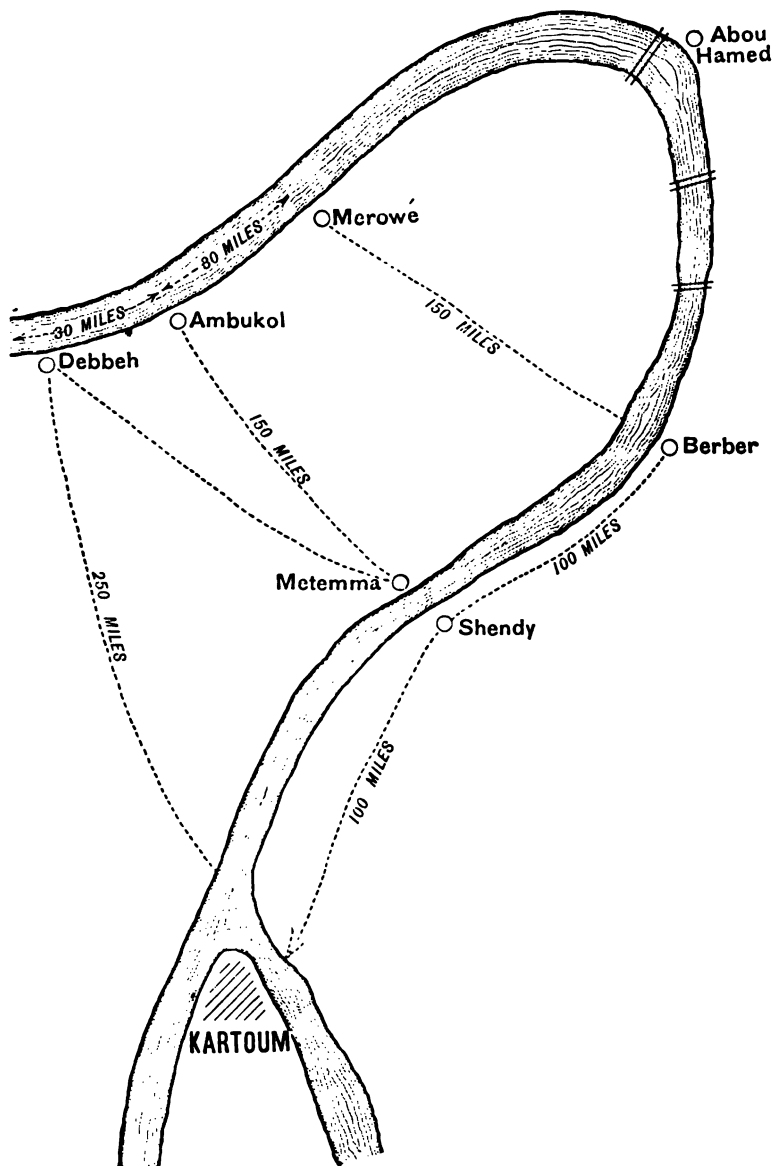 Abou
Hamed
Merowé
80 MILES
30 MILES
Ambukol
Debbeh
150 MILES
150 MILES
Berber
100 MILES
Metemma
250 MILES
Shendy
100 MILES
KARTOUM